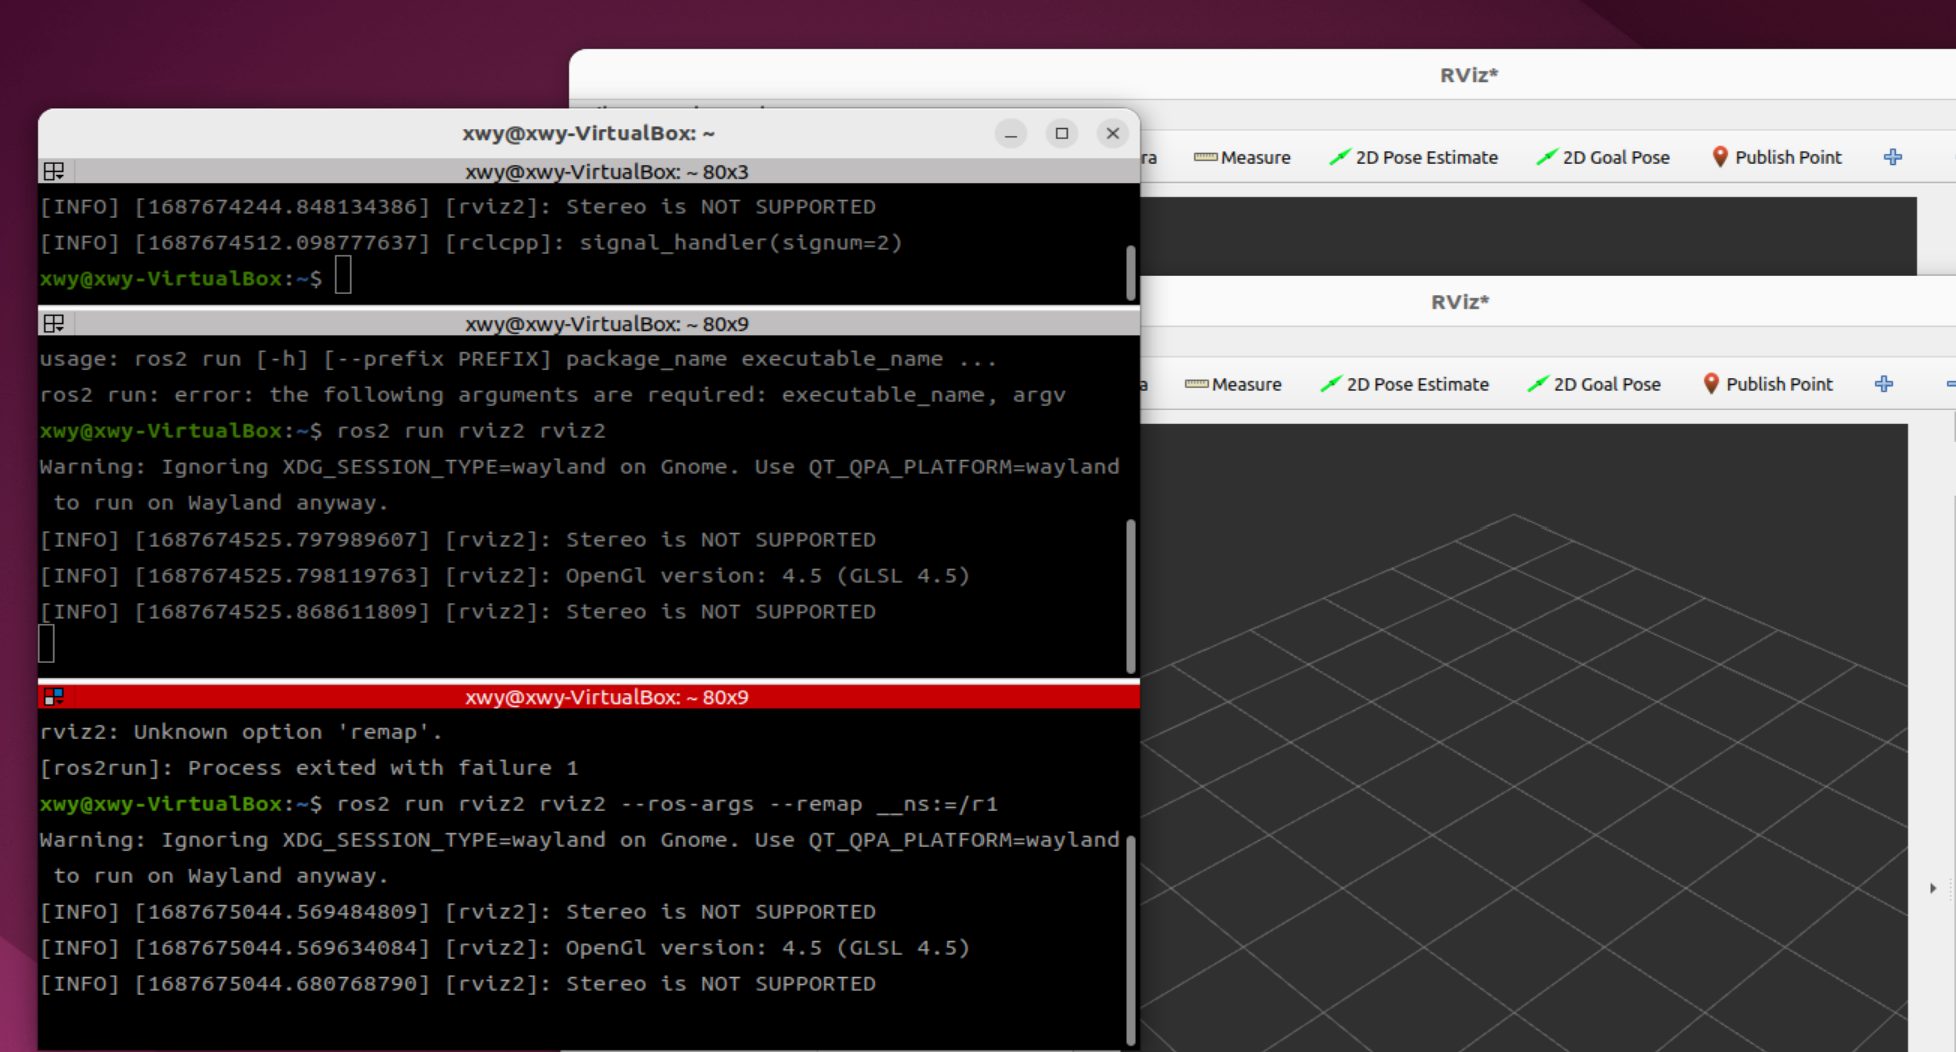 RViz*
xwy@xwy-VirtualBox: ~
ra Measure 2D Pose Estimate 2D Goal Pose Publish Point
xwy@xwy-VirtualBox: ~ 80x3
[INFO] [1687674244.848134386] [rviz2]: Stereo is NOT SUPPORTED
[INFO] [1687674512.098777637] [rclcpp]: signal_handler(signum=2)
xwy@xwy-VirtualBox:~$
RViz*
xwy@xwy-VirtualBox: ~ 80x9
a Measure 2D Pose Estimate 2D Goal Pose Publish Point
usage: ros2 run [-h] [--prefix PREFIX] package_name executable_name ...
ros2 run: error: the following arguments are required: executable_name, argv
xwy@xwy-VirtualBox:~$ ros2 run rviz2 rviz2
Warning: Ignoring XDG_SESSION_TYPE=wayland on Gnome. Use QT_QPA_PLATFORM=wayland
to run on Wayland anyway.
[INFO] [1687674525.797989607] [rviz2]: Stereo is NOT SUPPORTED
[INFO] [1687674525.798119763] [rviz2]: OpenGl version: 4.5 (GLSL 4.5)
[INFO] [1687674525.868611809] [rviz2]: Stereo is NOT SUPPORTED
xwy@xwy-VirtualBox: ~ 80x9
rviz2: Unknown option 'remap'.
[ros2run]: Process exited with failure 1
xwy@xwy-VirtualBox:~$ ros2 run rviz2 rviz2 --ros-args --remap __ns:=/r1
Warning: Ignoring XDG_SESSION_TYPE=wayland on Gnome. Use QT_QPA_PLATFORM=wayland
to run on Wayland anyway.
[INFO] [1687675044.569484809] [rviz2]: Stereo is NOT SUPPORTED
[INFO] [1687675044.569634084] [rviz2]: OpenGl version: 4.5 (GLSL 4.5)
[INFO] [1687675044.680768790] [rviz2]: Stereo is NOT SUPPORTED